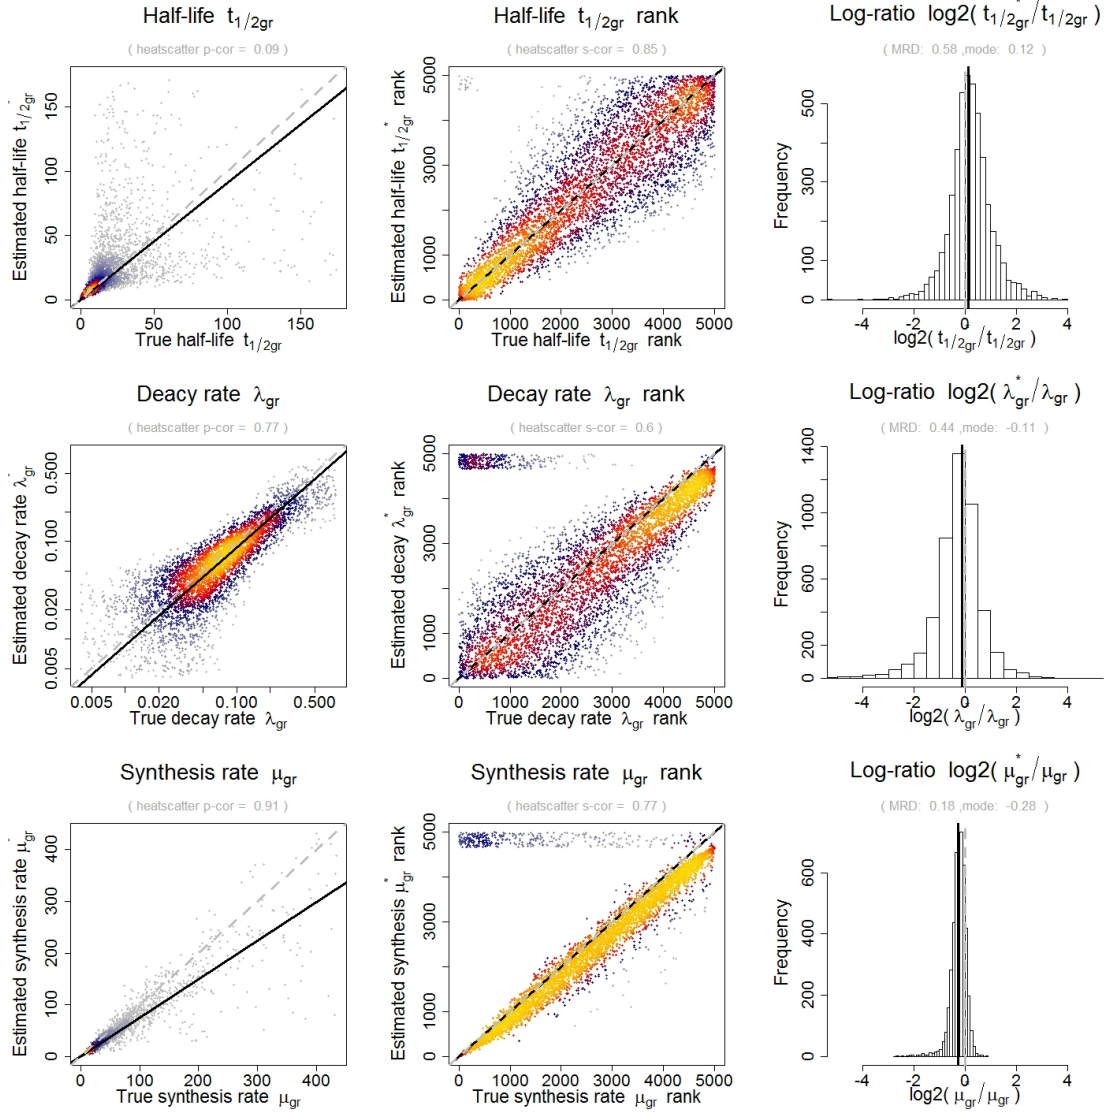 Half-life t1/2gr
( heatscatter p-cor = 0.09 )
Estimated half-life t*1/2gr
0 50 100 150
0 50 100 150
True half-life t1/2gr
Half-life t1/2gr rank
( heatscatter s-cor = 0.85 )
Estimated half-life t*1/2gr rank
0 1000 3000 5000
0 1000 2000 3000 4000 5000
True half-life t1/2gr rank
Log-ratio log2( t*1/2gr/t1/2gr )
( MRD: 0.58 ,mode: 0.12 )
Frequency
0 100 300 500
-4 -2 0 2 4
log2( t1/2gr/t1/2gr )
Deacy rate λgr
( heatscatter p-cor = 0.77 )
Estimated decay rate λ*gr
0.005 0.020 0.100 0.500
0.005 0.020 0.100 0.500
True decay rate λgr
Decay rate λgr rank
( heatscatter s-cor = 0.6 )
Estimated decay rate λ*gr rank
0 1000 3000 5000
0 1000 2000 3000 4000 5000
True decay rate λgr rank
Log-ratio log2( λ*gr/λgr )
( MRD: 0.44 ,mode: -0.11 )
Frequency
0 200 600 1000 1400
-4 -2 0 2 4
log2( λgr/λgr )
Synthesis rate μgr
( heatscatter p-cor = 0.91 )
Estimated synthesis rate μ*gr
0 100 200 300 400
0 100 200 300 400
True synthesis rate μgr
Synthesis rate μgr rank
( heatscatter s-cor = 0.77 )
Estimated synthesis rate μ*gr rank
0 1000 3000 5000
0 1000 2000 3000 4000 5000
True synthesis rate μgr rank
Log-ratio log2( μ*gr/μgr )
( MRD: 0.18 ,mode: -0.28 )
Frequency
0 200 400 600
-4 -2 0 2 4
log2( μgr/μgr )